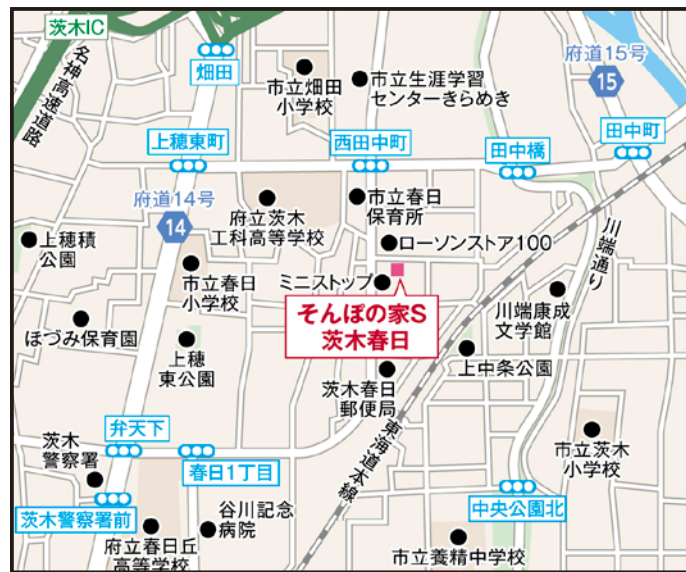 茨木IC
名神高速道路
畑田
市立畑田
小学校
市立生涯学習
センターきらめき
府道15号
15
上穂東町
西田中町
田中橋
田中町
府道14号
14
府立茨木
工科高等学校
市立春日
保育所
ローソンストア100
川端通り
上穂積
公園
市立春日
小学校
ミニストップ
そんぽの家S
茨木春日
川端康成
文学館
ほづみ保育園
上穂
東公園
上中条公園
茨木春日
郵便局
東海道本線
弁天下
春日1丁目
茨木
警察署
茨木警察署前
谷川記念
病院
府立春日丘
高等学校
市立茨木
小学校
中央公園北
市立養精中学校